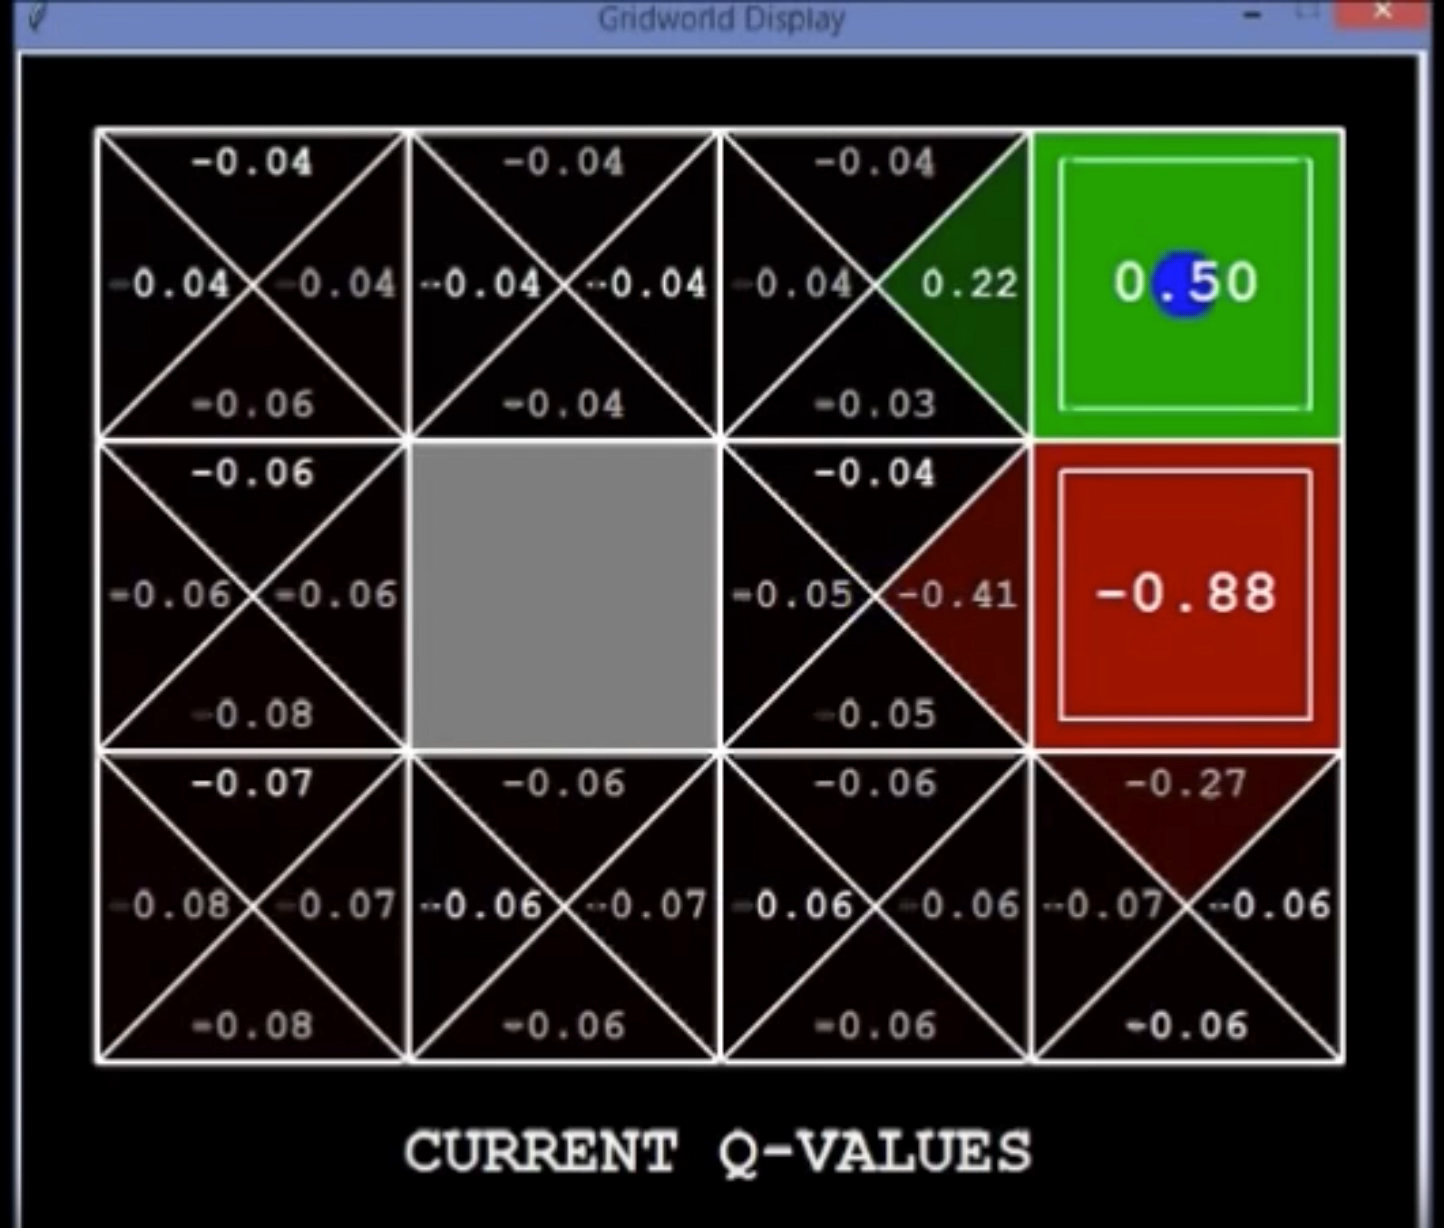 Gridworld Display
-0.04 -0.04 -0.04
-0.04 -0.04 -0.04 -0.04 -0.04 0.22 0.50
-0.06 -0.04 -0.03
-0.06 -0.04
-0.06 -0.06 -0.05 -0.41 -0.88
-0.08 -0.05
-0.07 -0.06 -0.06 -0.27
-0.08 -0.07 -0.06 -0.07 -0.06 -0.06 -0.07 -0.06
-0.08 -0.06 -0.06 -0.06
CURRENT Q-VALUES